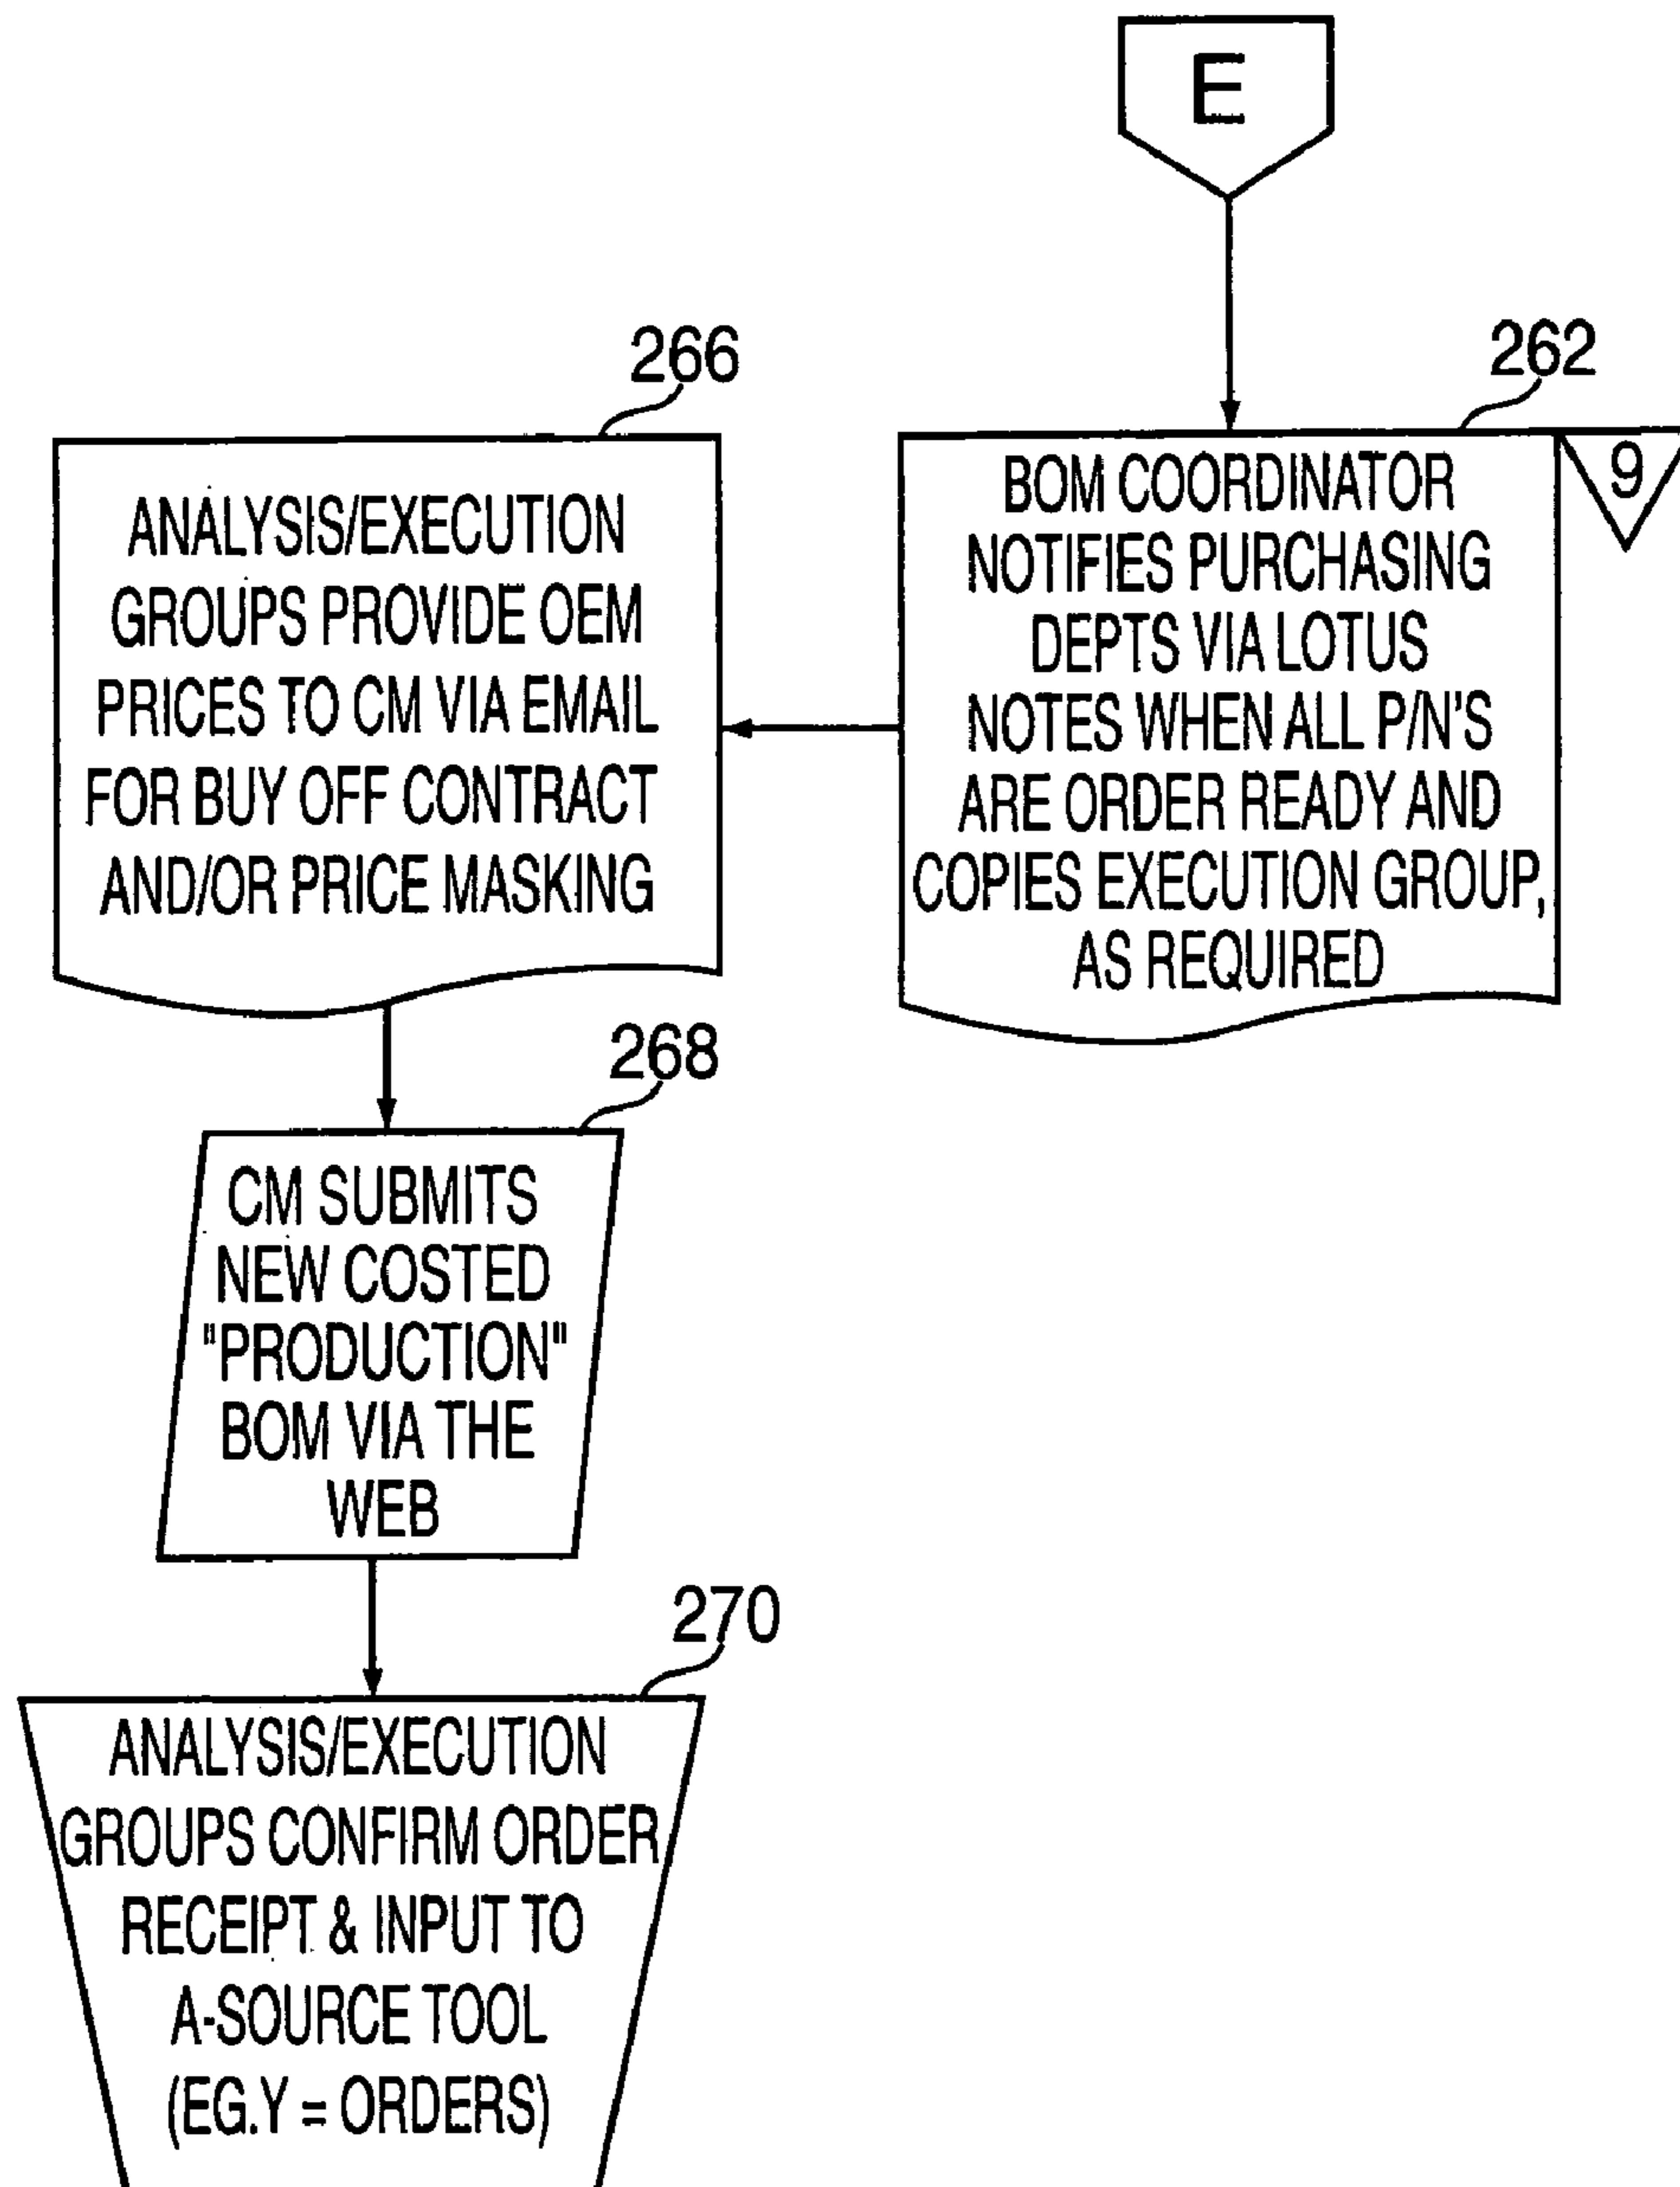 E
262
9
BOM COORDINATOR
NOTIFIES PURCHASING
DEPTS VIA LOTUS
NOTES WHEN ALL P/N'S
ARE ORDER READY AND
COPIES EXECUTION GROUP,
AS REQUIRED
266
ANALYSIS/EXECUTION
GROUPS PROVIDE OEM
PRICES TO CM VIA EMAIL
FOR BUY OFF CONTRACT
AND/OR PRICE MASKING
268
CM SUBMITS
NEW COSTED
"PRODUCTION"
BOM VIA THE
WEB
270
ANALYSIS/EXECUTION
GROUPS CONFIRM ORDER
RECEIPT & INPUT TO
A-SOURCE TOOL
(EG.Y = ORDERS)